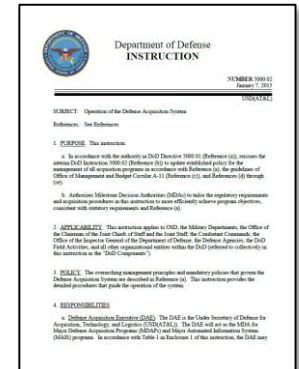 Department of Defense
INSTRUCTION
NUMBER 5000.02
January 7, 2015
USD(AT&L)
SUBJECT: Operation of the Defense Acquisition System
References: See References
1. PURPOSE. This instruction:
a. In accordance with the authority in DoD Directive 5000.01 (Reference (a)), reissues the
interim DoD Instruction 5000.02 (Reference (b)) to update established policy for the
management of all acquisition programs in accordance with Reference (a), the guidelines of
Office of Management and Budget Circular A-11 (Reference (c)), and References (d) through
b. Authorizes Milestone Decision Authorities (MDAs) to tailor the regulatory requirements
and acquisition procedures in this instruction to more efficiently achieve program objectives,
consistent with statutory requirements and Reference (a).
2. APPLICABILITY. This instruction applies to OSD, the Military Departments, the Office of
the Chairman of the Joint Chiefs of Staff and the Joint Staff, the Combatant Commands, the
Office of the Inspector General of the Department of Defense, the Defense Agencies, the DoD
Field Activities, and all other organizational entities within the DoD (referred to collectively in
this instruction as the "DoD Components").
3. POLICY. The overarching management principles and mandatory policies that govern the
Defense Acquisition System are described in Reference (a). This instruction provides the
detailed procedures that guide the operation of the system.
4. RESPONSIBILITIES
a. Defense Acquisition Executive (DAE). The DAE is the Under Secretary of Defense for
Acquisition, Technology, and Logistics (USD(AT&L)). The DAE will act as the MDA for
Major Defense Acquisition Programs (MDAPs) and Major Automated Information System
(MAIS) programs. In accordance with Table 1 in Enclosure 1 of this instruction, the DAE may